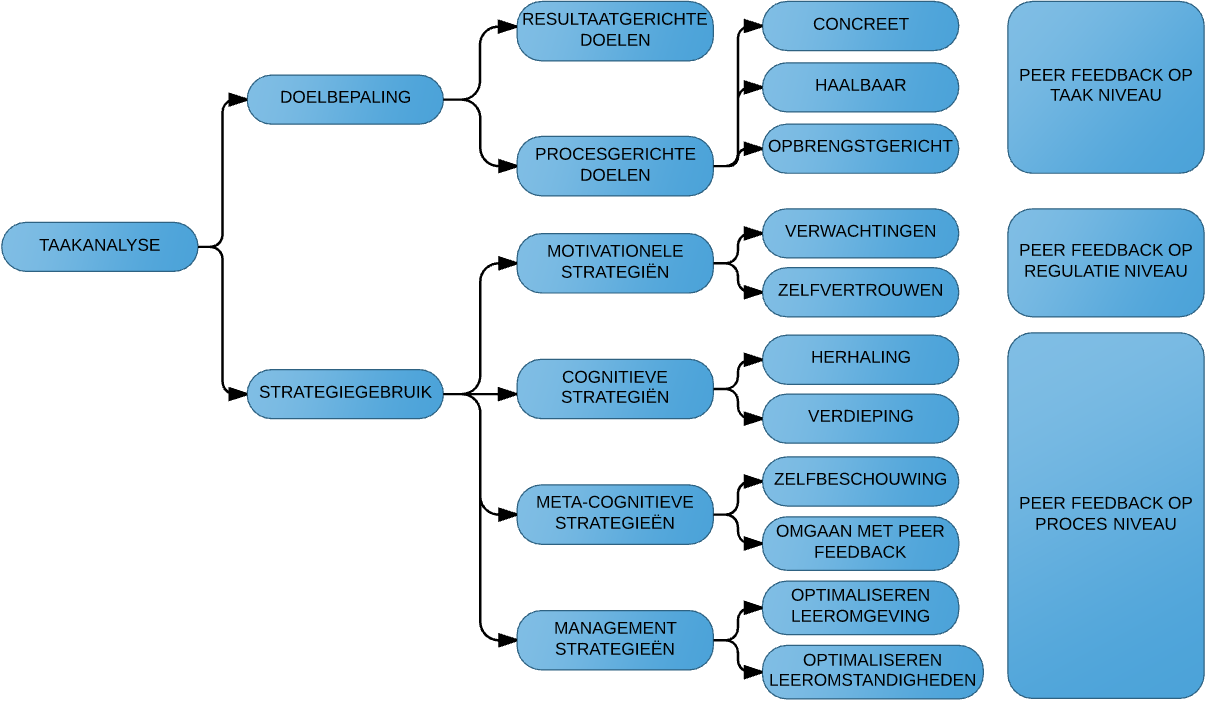 TAAKANALYSE
DOELBEPALING
STRATEGIEGEBRUIK
RESULTAATGERICHTE
DOELEN
PROCESGERICHTE
DOELEN
MOTIVATIONELE
STRATEGIËN
COGNITIEVE
STRATEGIËN
META-COGNITIEVE
STRATEGIEËN
MANAGEMENT
STRATEGIEËN
CONCREET
HAALBAAR
OPBRENGSTGERICHT
VERWACHTINGEN
ZELFVERTROUWEN
HERHALING
VERDIEPING
ZELFBESCHOUWING
OMGAAN MET PEER
FEEDBACK
OPTIMALISEREN
LEEROMGEVING
OPTIMALISEREN
LEEROMSTANDIGHEDEN
PEER FEEDBACK OP
TAAK NIVEAU
PEER FEEDBACK OP
REGULATIE NIVEAU
PEER FEEDBACK OP
PROCES NIVEAU